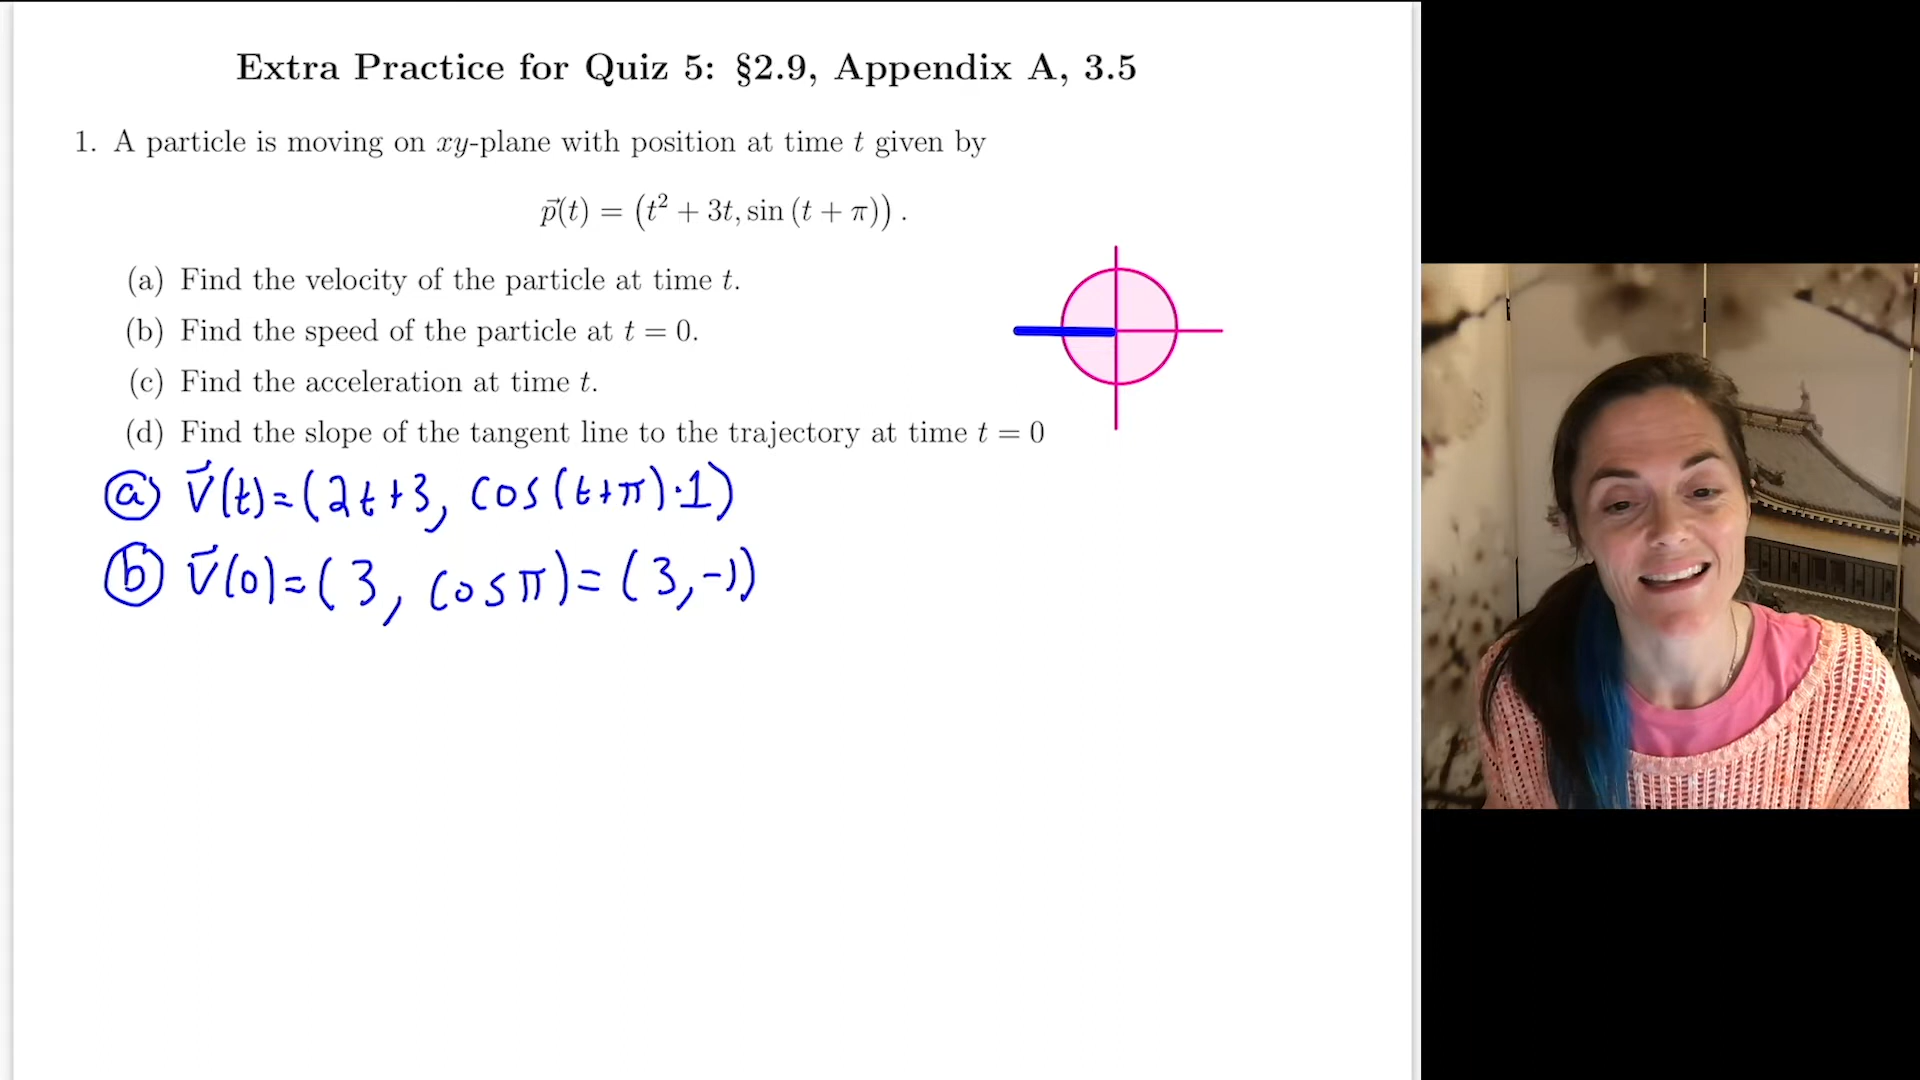 Extra Practice for Quiz 5: §2.9, Appendix A, 3.5
1. A particle is moving on xy-plane with position at time t given by
p⃗(t) = (t² + 3t, sin (t + π)) .
(a) Find the velocity of the particle at time t.
(b) Find the speed of the particle at t = 0.
(c) Find the acceleration at time t.
(d) Find the slope of the tangent line to the trajectory at time t = 0
ⓐ v⃗(t)=(2t+3, cos(t+π)·1)
ⓑ v⃗(0)=(3, cosπ)=(3,-1)